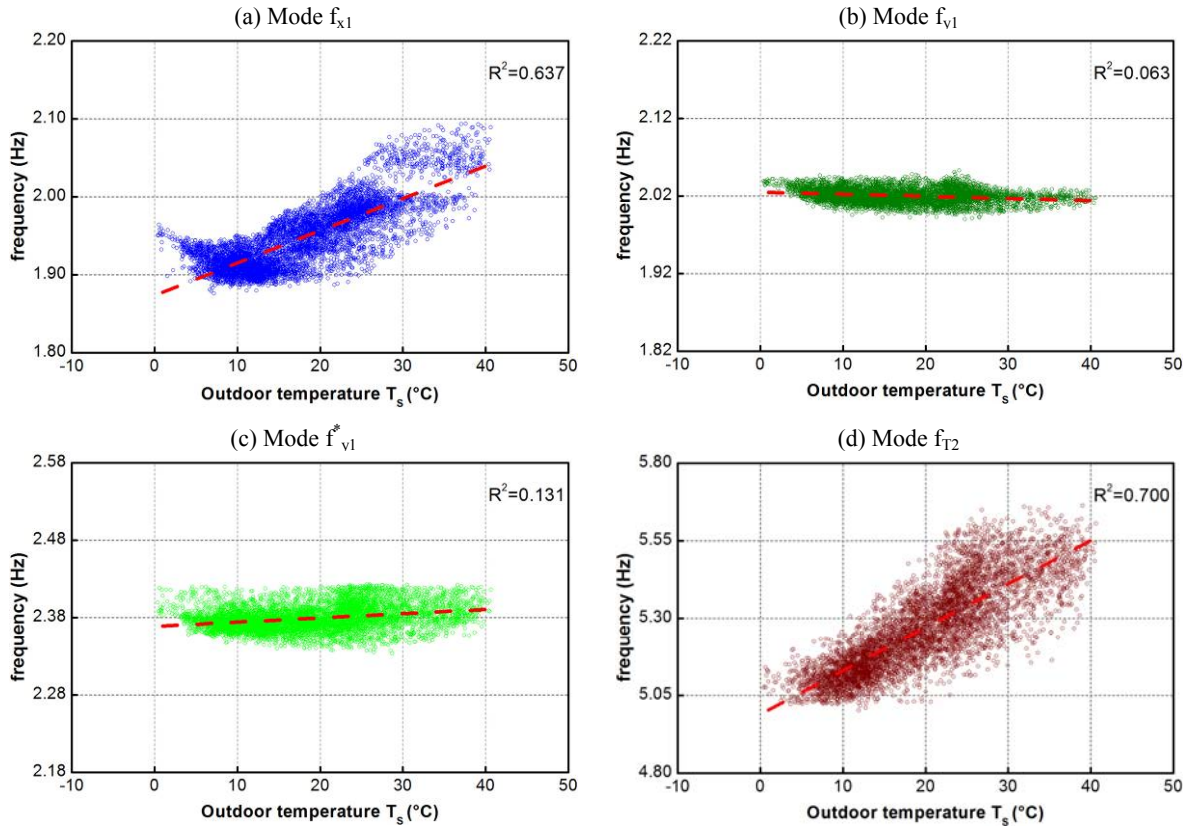 (a) Mode fx1
(b) Mode fv1
2.20
2.10
2.00
1.90
1.80
frequency (Hz)
R²=0.637
-10 0 10 20 30 40 50
Outdoor temperature Ts (°C)
2.22
2.12
2.02
1.92
1.82
frequency (Hz)
R²=0.063
-10 0 10 20 30 40 50
Outdoor temperature Ts (°C)
(c) Mode f*v1
(d) Mode fT2
2.58
2.48
2.38
2.28
2.18
frequency (Hz)
R²=0.131
-10 0 10 20 30 40 50
Outdoor temperature Ts (°C)
5.80
5.55
5.30
5.05
4.80
frequency (Hz)
R²=0.700
-10 0 10 20 30 40 50
Outdoor temperature Ts (°C)